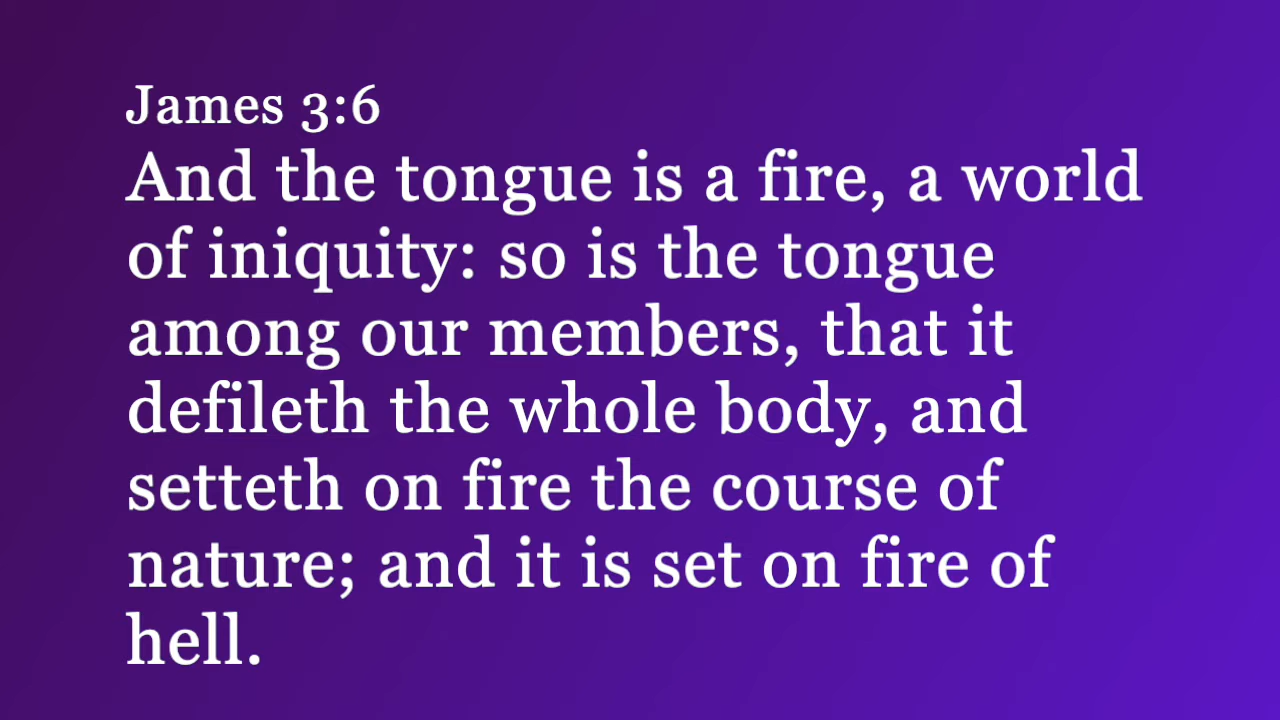 James 3:6
And the tongue is a fire, a world
of iniquity: so is the tongue
among our members, that it
defileth the whole body, and
setteth on fire the course of
nature; and it is set on fire of
hell.